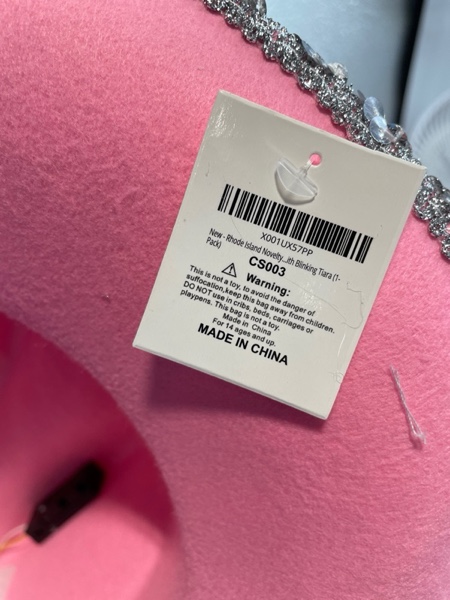 X001UX57PP
New - Rhode Island Novelty...ith Blinking Tiara (1-
Pack)
CS003
Warning:
This is not a toy, to avoid the danger of
suffocation,keep this bag away from children.
DO NOT use in cribs, beds, carriages or
playpens. This bag is not a toy.
Made in China
For 14 ages and up.
MADE IN CHINA